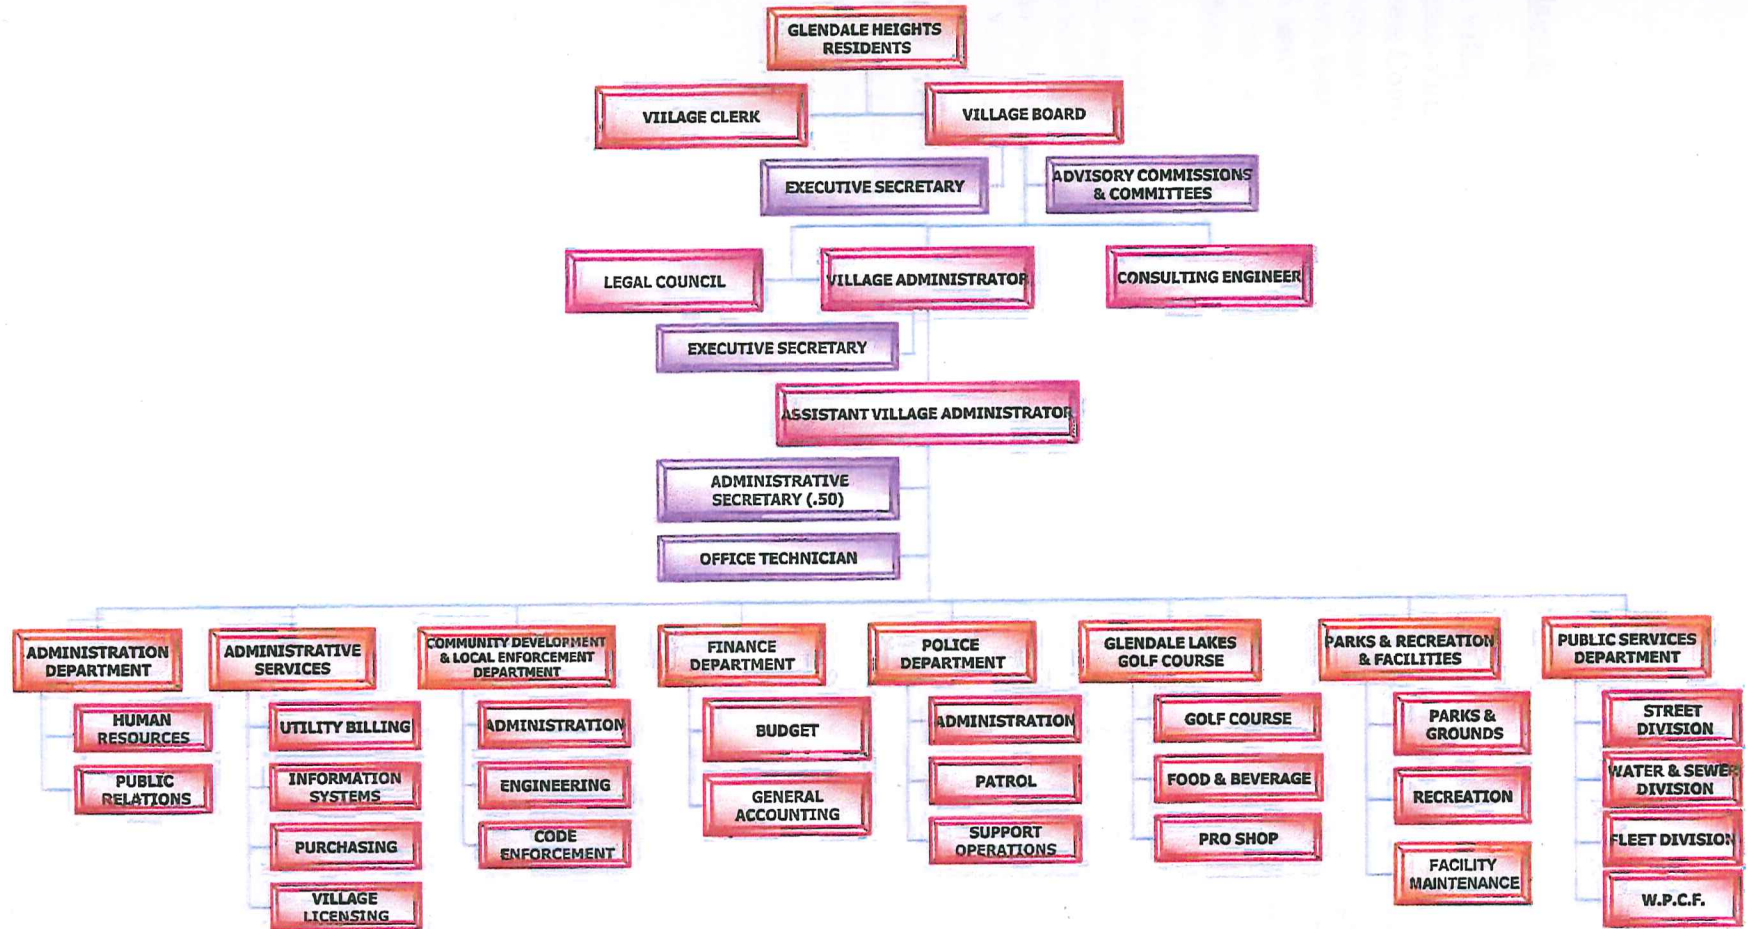 GLENDALE HEIGHTS
RESIDENTS
VIILAGE CLERK
VILLAGE BOARD
EXECUTIVE SECRETARY
ADVISORY COMMISSIONS
& COMMITTEES
LEGAL COUNCIL
VILLAGE ADMINISTRATOR
CONSULTING ENGINEER
EXECUTIVE SECRETARY
ASSISTANT VILLAGE ADMINISTRATOR
ADMINISTRATIVE
SECRETARY (.50)
OFFICE TECHNICIAN
ADMINISTRATION
DEPARTMENT
HUMAN
RESOURCES
PUBLIC
RELATIONS
ADMINISTRATIVE
SERVICES
UTILITY BILLING
INFORMATION
SYSTEMS
PURCHASING
VILLAGE
LICENSING
COMMUNITY DEVELOPMENT
& LOCAL ENFORCEMENT
DEPARTMENT
ADMINISTRATION
ENGINEERING
CODE
ENFORCEMENT
FINANCE
DEPARTMENT
BUDGET
GENERAL
ACCOUNTING
POLICE
DEPARTMENT
ADMINISTRATION
PATROL
SUPPORT
OPERATIONS
GLENDALE LAKES
GOLF COURSE
GOLF COURSE
FOOD & BEVERAGE
PRO SHOP
PARKS & RECREATION
& FACILITIES
PARKS &
GROUNDS
RECREATION
FACILITY
MAINTENANCE
PUBLIC SERVICES
DEPARTMENT
STREET
DIVISION
WATER & SEWER
DIVISION
FLEET DIVISION
W.P.C.F.